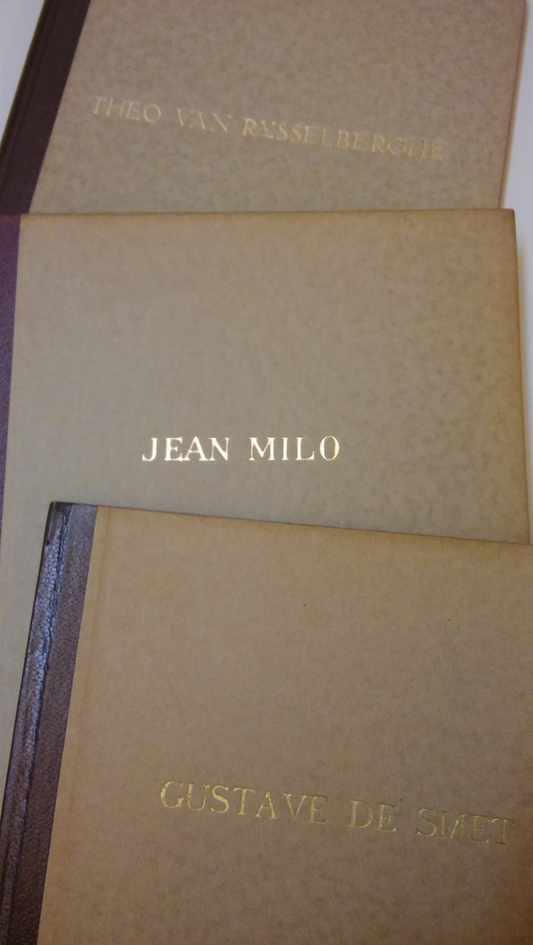 THEO VAN RYSSELBERGHE
JEAN MILO
GUSTAVE DE SMET